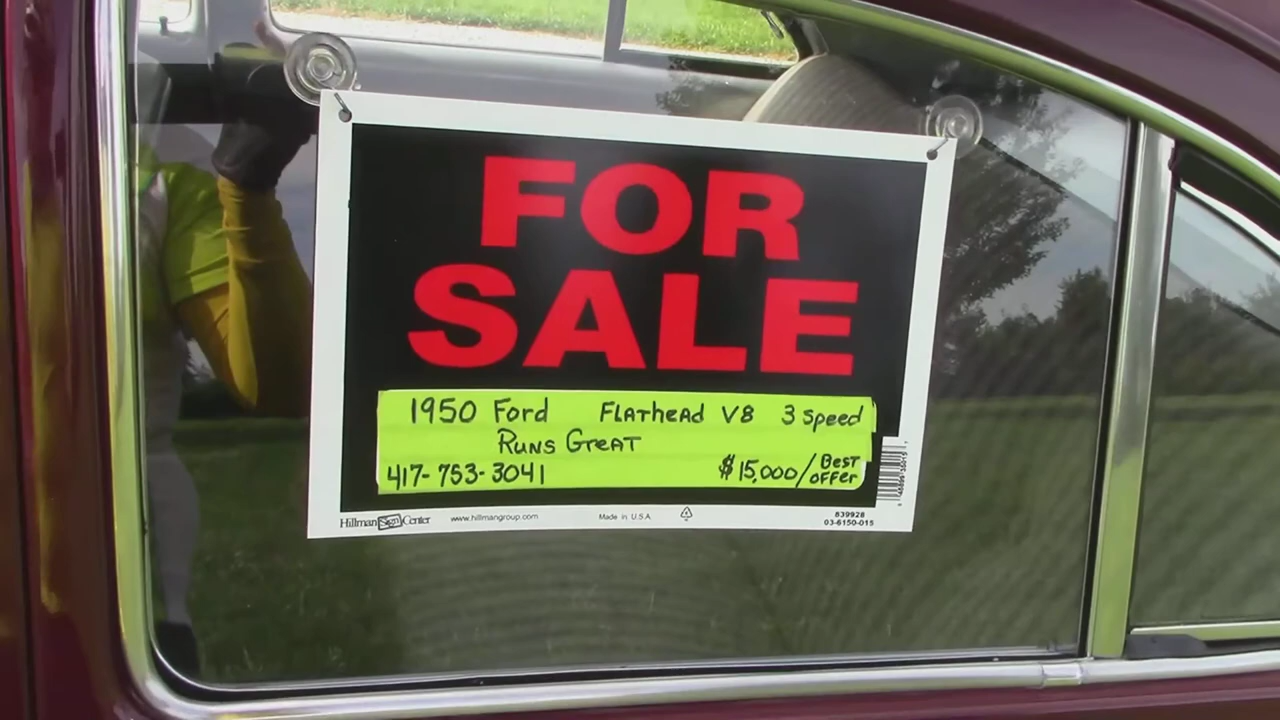 FOR
SALE
1950 Ford Flathead V8 3 speed
Runs Great
417-753-3041 $15,000/Best offer
Hillman Sign Center www.hillmangroup.com Made in U.S.A. 839928
03-6150-015